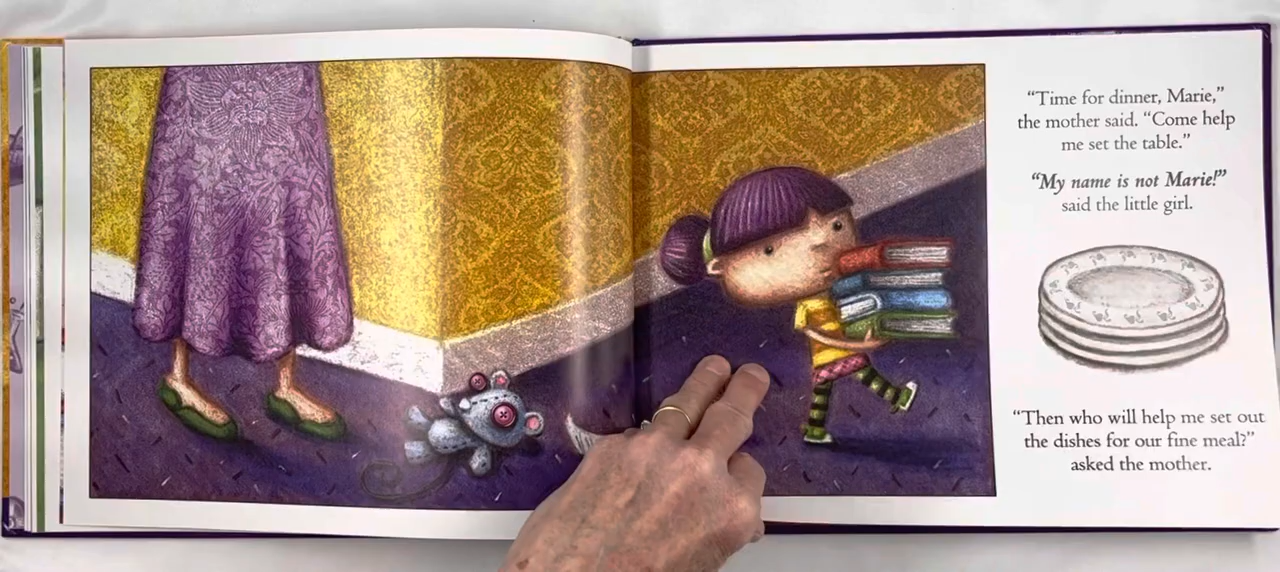 “Time for dinner, Marie,”
the mother said. “Come help
me set the table.”
“My name is not Marie!”
said the little girl.
“Then who will help me set out
the dishes for our fine meal?”
asked the mother.